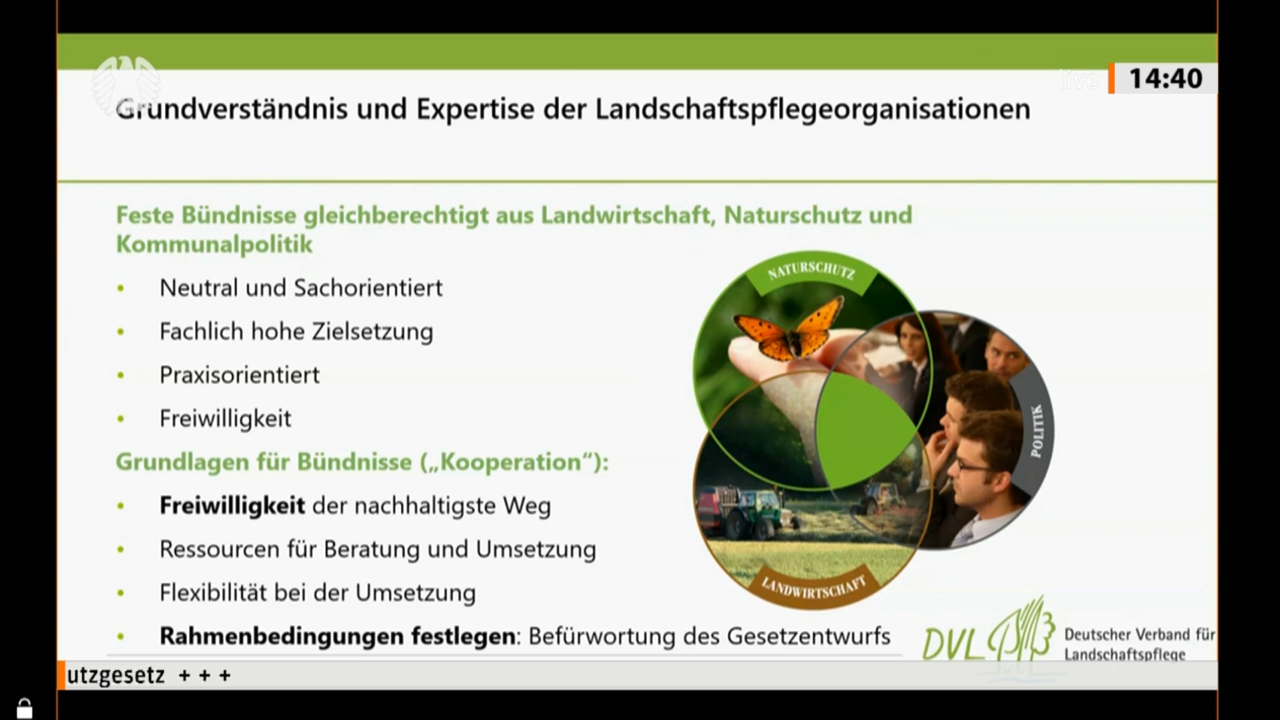 live
14:40
Grundverständnis und Expertise der Landschaftspflegeorganisationen
Feste Bündnisse gleichberechtigt aus Landwirtschaft, Naturschutz und
Kommunalpolitik
• Neutral und Sachorientiert
• Fachlich hohe Zielsetzung
• Praxisorientiert
• Freiwilligkeit
Grundlagen für Bündnisse („Kooperation“):
• Freiwilligkeit der nachhaltigste Weg
• Ressourcen für Beratung und Umsetzung
• Flexibilität bei der Umsetzung
• Rahmenbedingungen festlegen: Befürwortung des Gesetzentwurfs
NATURSCHUTZ
POLITIK
LANDWIRTSCHAFT
DVL
Deutscher Verband für
Landschaftspflege
utzgesetz + + +